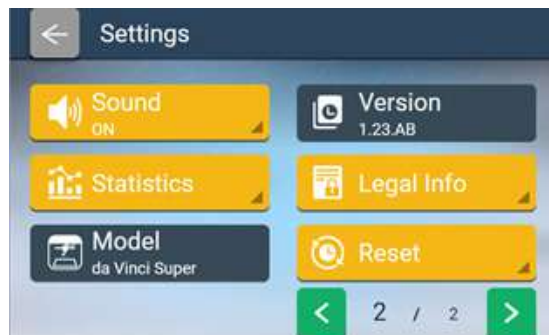 Settings
Sound
ON
Version
1.23.AB
Statistics
Legal Info
Model
da Vinci Super
Reset
2 / 2